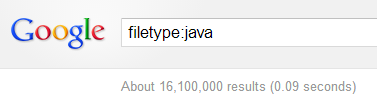 Google
filetype:java
About 16,100,000 results (0.09 seconds)